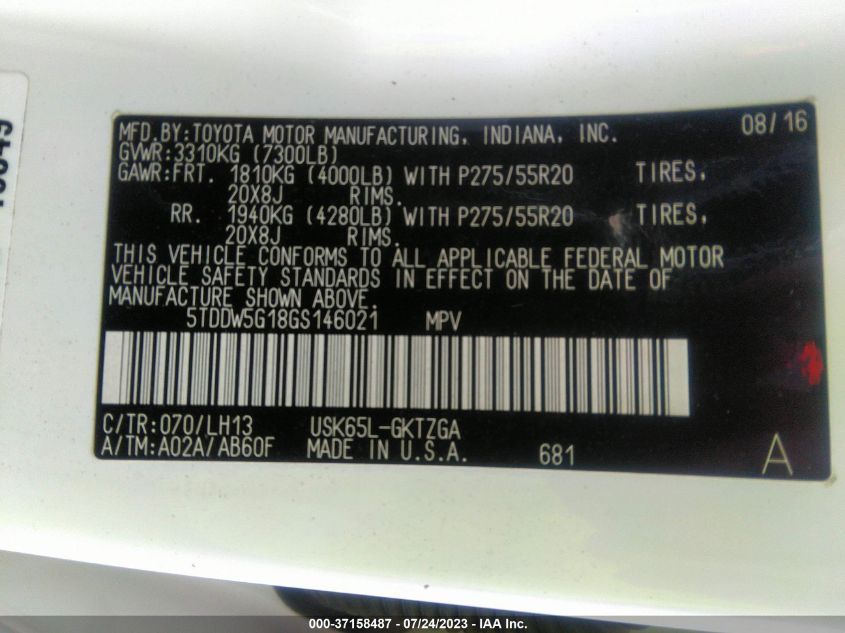 MFD.BY:TOYOTA MOTOR MANUFACTURING, INDIANA, INC. 08/16
GVWR:3310KG (7300LB)
GAWR:FRT. 1810KG (4000LB) WITH P275/55R20 TIRES,
20X8J RIMS.
RR. 1940KG (4280LB) WITH P275/55R20 TIRES,
20X8J RIMS.
THIS VEHICLE CONFORMS TO ALL APPLICABLE FEDERAL MOTOR
VEHICLE SAFETY STANDARDS IN EFFECT ON THE DATE OF
MANUFACTURE SHOWN ABOVE.
5TDDW5G18GS146021 MPV
C/TR:070/LH13 USK65L-GKTZGA
A/TM:A02A/AB60F MADE IN U.S.A. 681 A
000-37158487 - 07/24/2023 - IAA Inc.